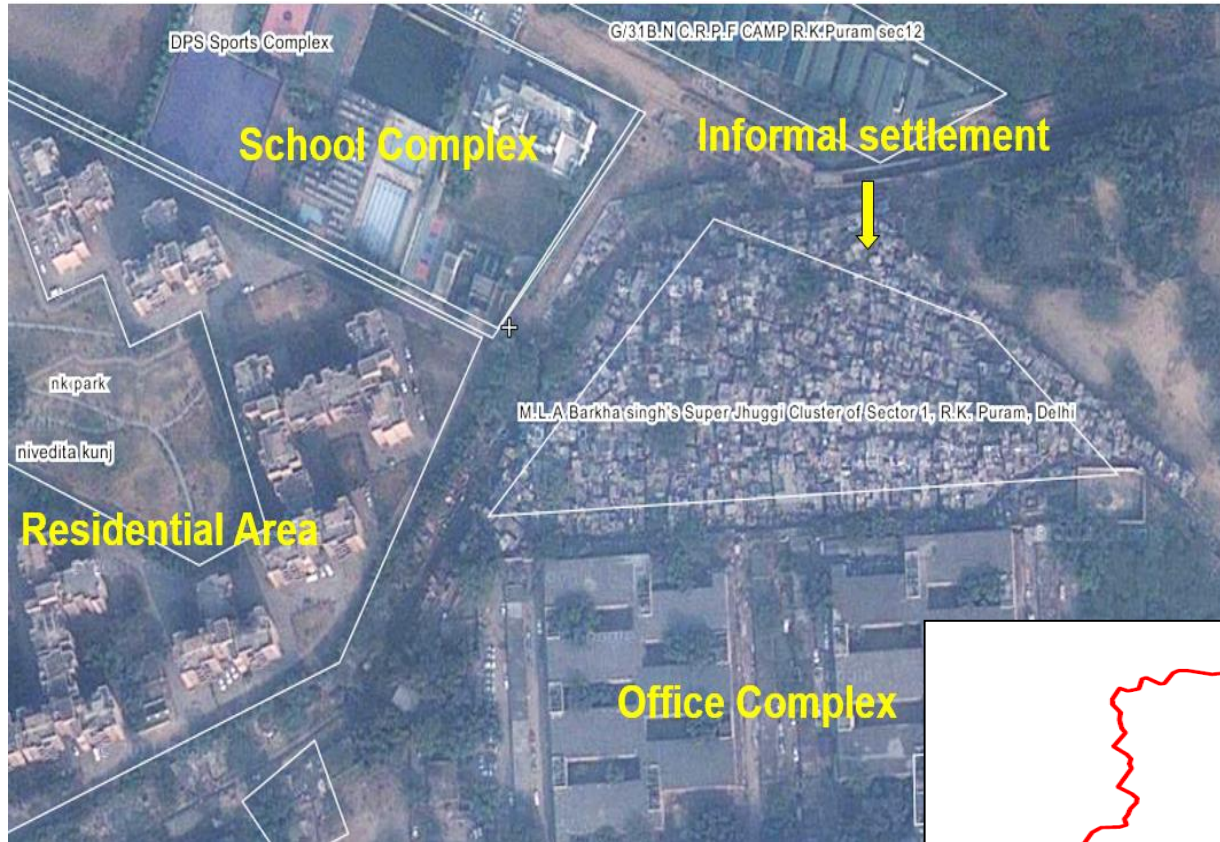 G/31B.N C.R.P.F CAMP R.K.Puram sec12
DPS Sports Complex
School Complex
Informal settlement
nk park
M.L.A Barkha singh's Super Jhuggi Cluster of Sector 1, R.K. Puram, Delhi
nivedita kunj
Residential Area
Office Complex